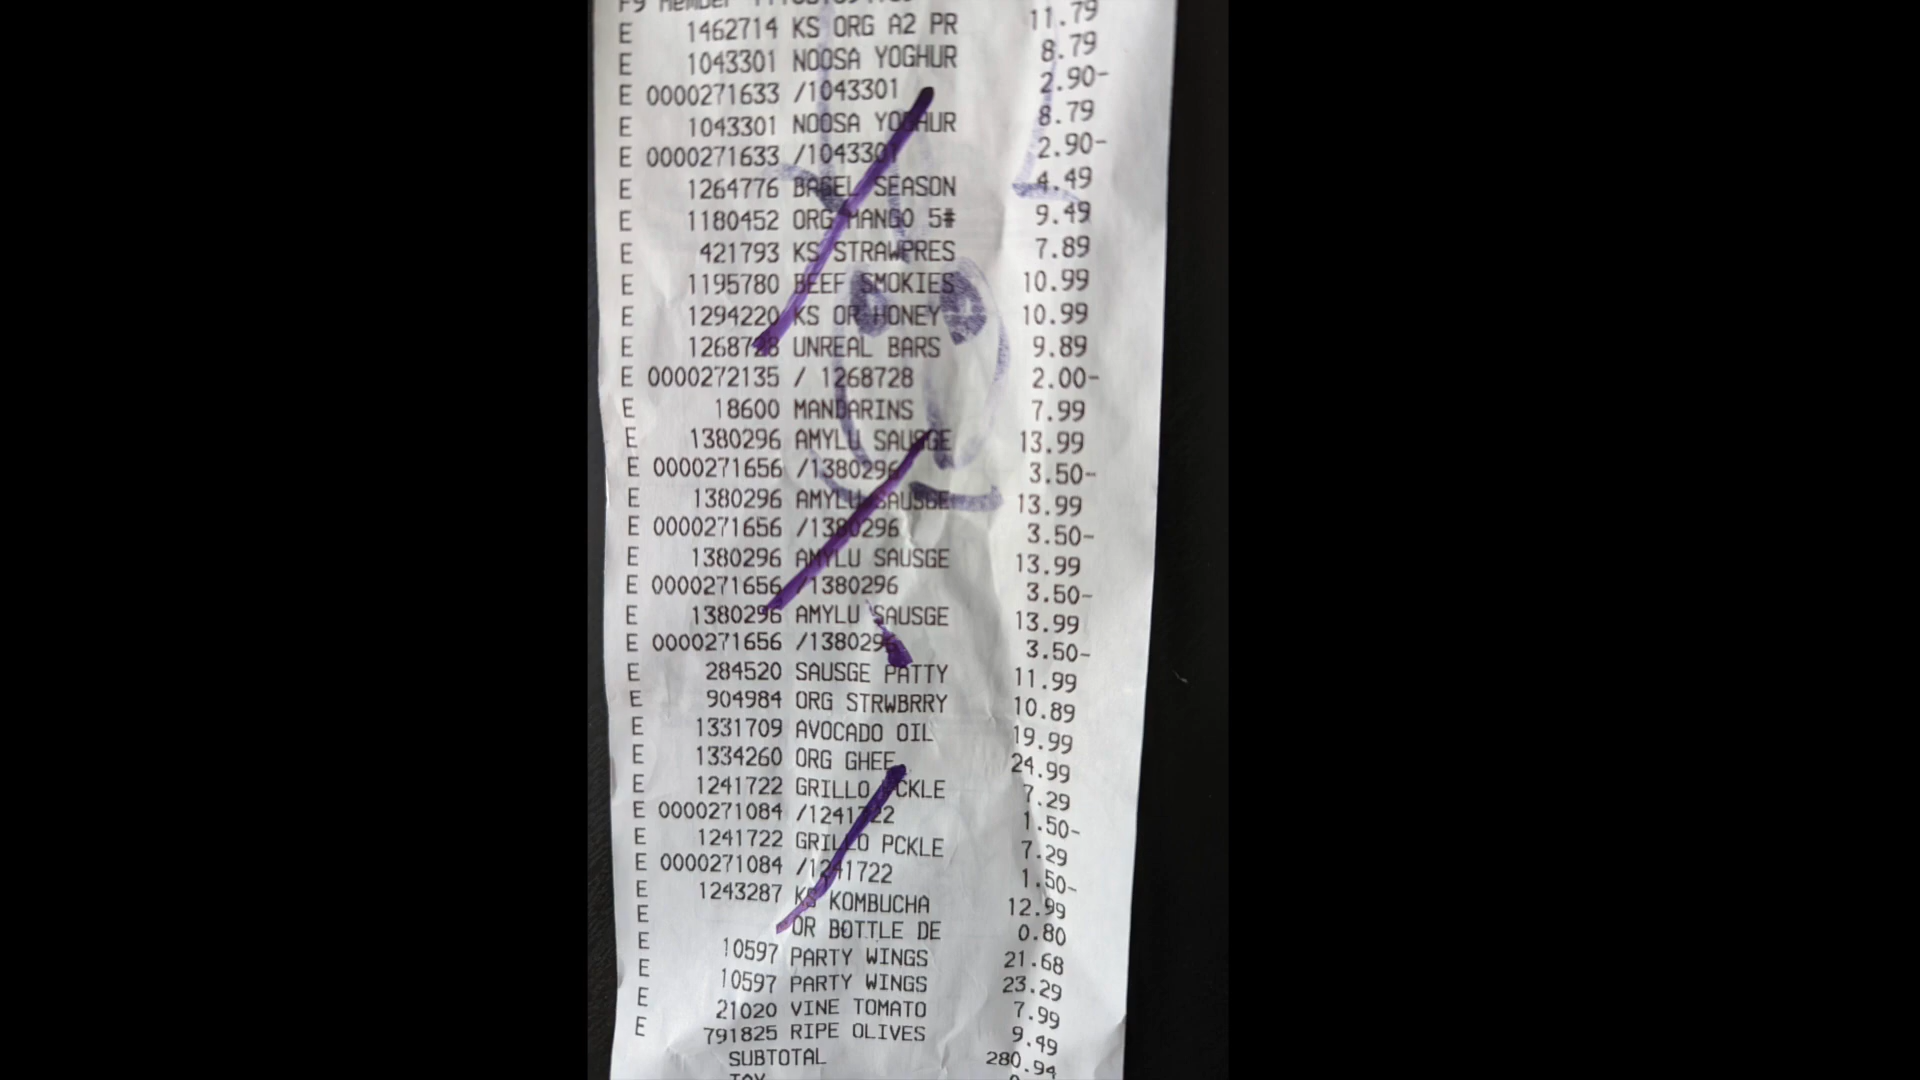 E 1462714 KS ORG A2 PR 11.79
E 1043301 NOOSA YOGHUR 8.79
E 0000271633 /1043301 2.90-
E 1043301 NOOSA YOGHUR 8.79
E 0000271633 /1043301 2.90-
E 1264776 BAGEL SEASON 4.49
E 1180452 ORG MANGO 5# 9.49
E 421793 KS STRAWPRES 7.89
E 1195780 BEEF SMOKIES 10.99
E 1294220 KS OR HONEY 10.99
E 1268728 UNREAL BARS 9.89
E 0000272135 / 1268728 2.00-
E 18600 MANDARINS 7.99
E 1380296 AMYLU SAUSGE 13.99
E 0000271656 /1380296 3.50-
E 1380296 AMYLU SAUSGE 13.99
E 0000271656 /1380296 3.50-
E 1380296 AMYLU SAUSGE 13.99
E 0000271656 /1380296 3.50-
E 1380296 AMYLU SAUSGE 13.99
E 0000271656 /1380296 3.50-
E 284520 SAUSGE PATTY 11.99
E 904984 ORG STRWBRRY 10.89
E 1331709 AVOCADO OIL 19.99
E 1334260 ORG GHEE 24.99
E 1241722 GRILLO PCKLE 7.29
E 0000271084 /1241722 1.50-
E 1241722 GRILLO PCKLE 7.29
E 0000271084 /1241722 1.50-
E 1243287 KS KOMBUCHA 12.99
E OR BOTTLE DE 0.80
E 10597 PARTY WINGS 21.68
E 10597 PARTY WINGS 23.29
E 21020 VINE TOMATO 7.99
E 791825 RIPE OLIVES 9.49
SUBTOTAL 280.94